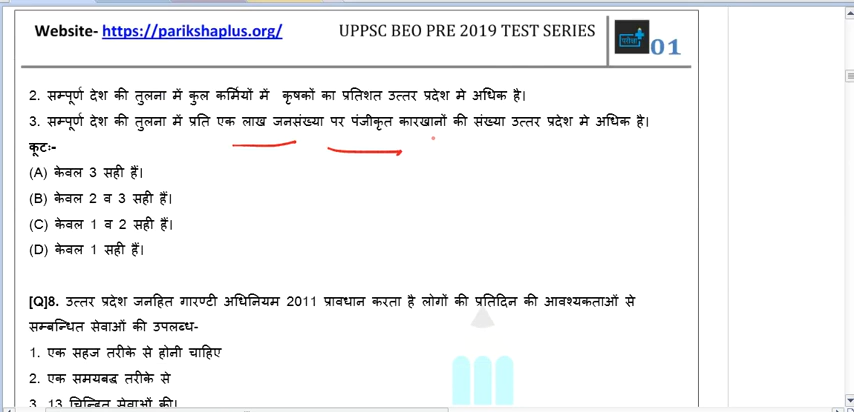 Website- https://parikshaplus.org/ UPPSC BEO PRE 2019 TEST SERIES 01
2. सम्पूर्ण देश की तुलना में कुल कर्मियों में कृषकों का प्रतिशत उत्तर प्रदेश मे अधिक है।
3. सम्पूर्ण देश की तुलना में प्रति एक लाख जनसंख्या पर पंजीकृत कारखानों की संख्या उत्तर प्रदेश मे अधिक है।
कूटः-
(A) केवल 3 सही हैं।
(B) केवल 2 व 3 सही हैं।
(C) केवल 1 व 2 सही हैं।
(D) केवल 1 सही हैं।
[Q]8. उत्तर प्रदेश जनहित गारण्टी अधिनियम 2011 प्रावधान करता है लोगों की प्रतिदिन की आवश्यकताओं से
सम्बन्धित सेवाओं की उपलब्ध-
1. एक सहज तरीके से होनी चाहिए
2. एक समयबद्ध तरीके से
3. 13 चिन्हित सेवाओं की।